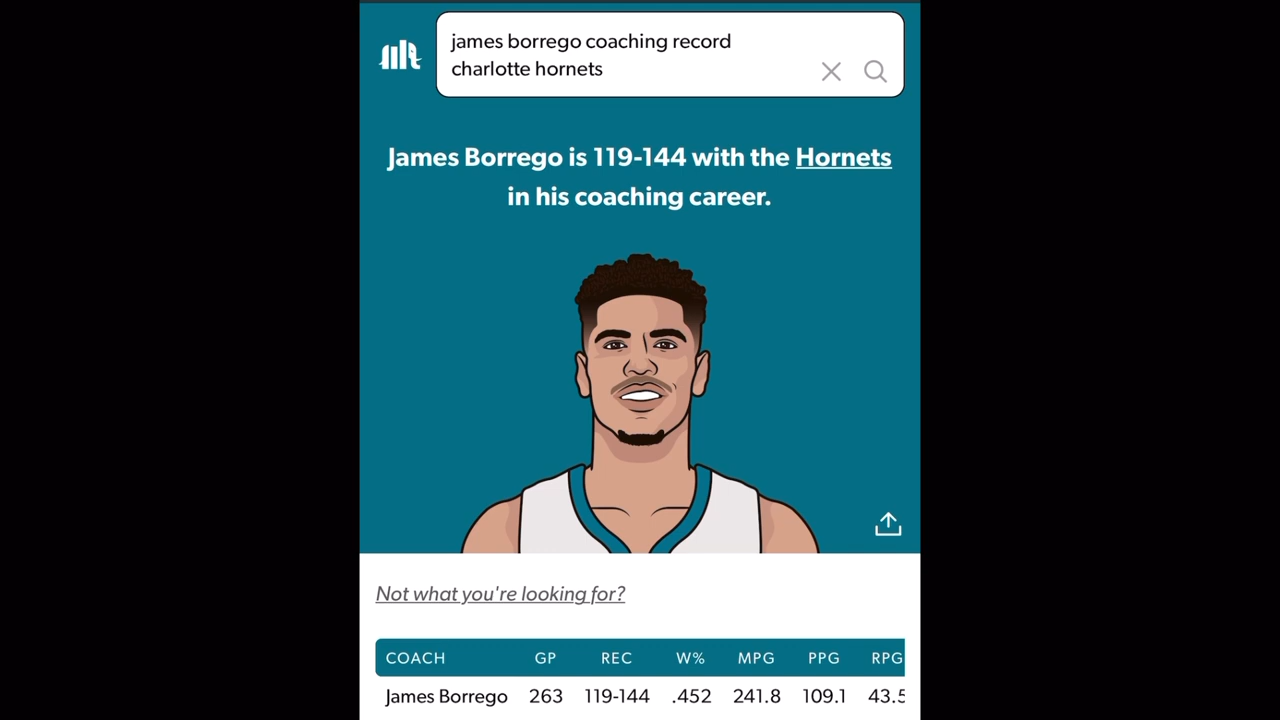 james borrego coaching record
charlotte hornets
James Borrego is 119-144 with the Hornets
in his coaching career.
Not what you're looking for?
COACH GP REC W% MPG PPG RPG
James Borrego 263 119-144 .452 241.8 109.1 43.5